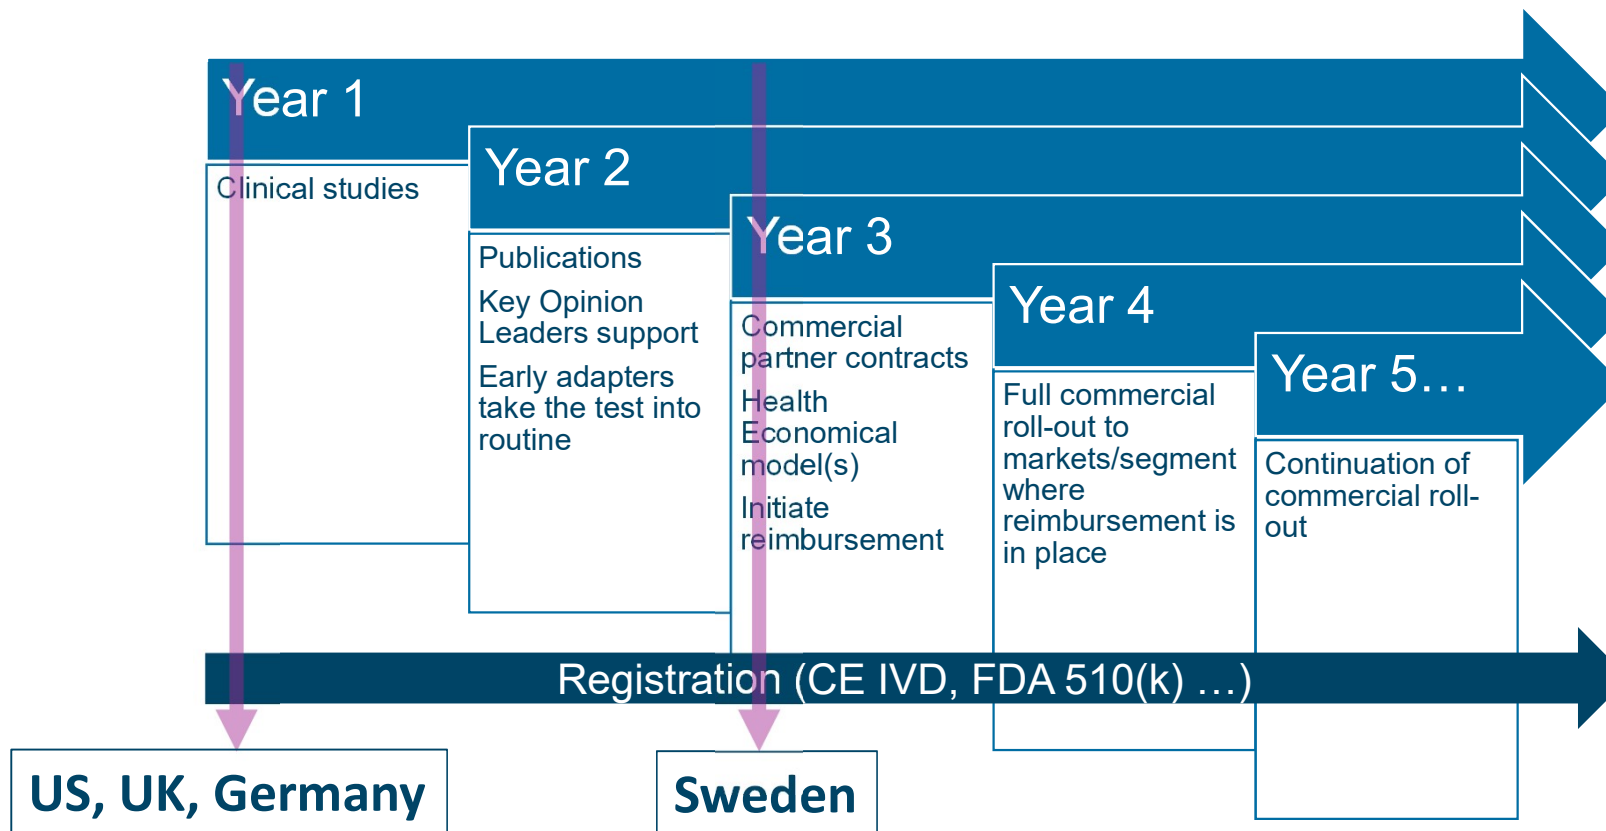 Year 1
Clinical studies
Year 2
Publications
Key Opinion
Leaders support
Early adapters
take the test into
routine
Year 3
Commercial
partner contracts
Health
Economical
model(s)
Initiate
reimbursement
Year 4
Full commercial
roll-out to
markets/segment
where
reimbursement is
in place
Year 5…
Continuation of
commercial roll-
out
Registration (CE IVD, FDA 510(k) …)
US, UK, Germany
Sweden